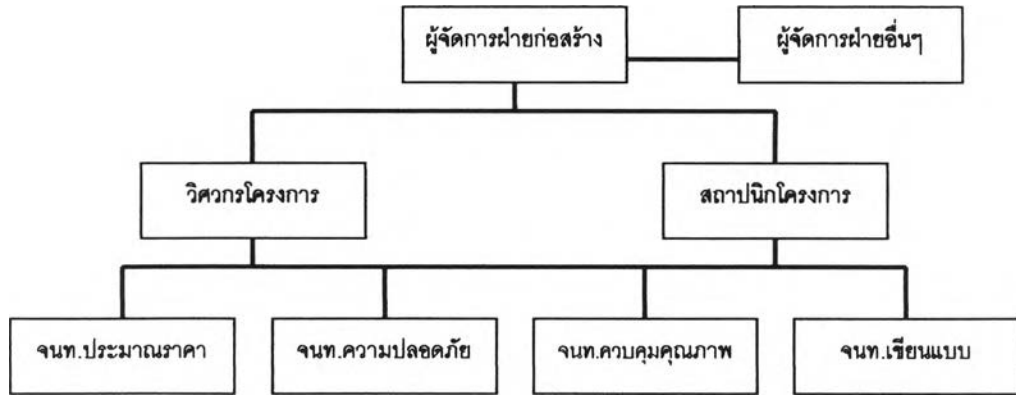 ผู้จัดการฝ่ายก่อสร้าง
ผู้จัดการฝ่ายอื่นๆ
วิศวกรโครงการ
สถาปนิกโครงการ
จนท.ประมาณราคา
จนท.ความปลอดภัย
จนท.ควบคุมคุณภาพ
จนท.เขียนแบบ